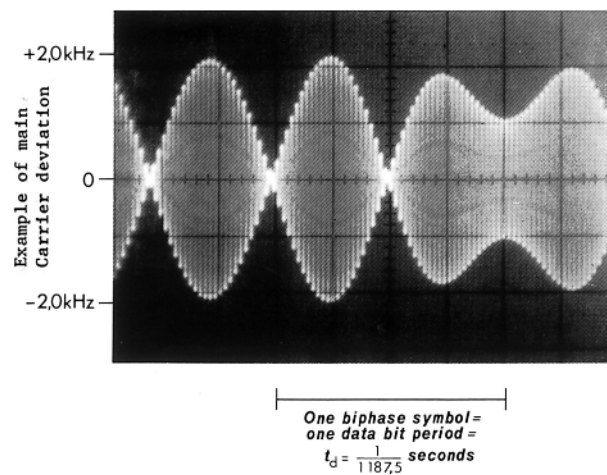 +2,0kHz
Example of main
Carrier deviation
0
-2,0kHz
One biphase symbol=
one data bit period=
t_d = 1/1187,5 seconds